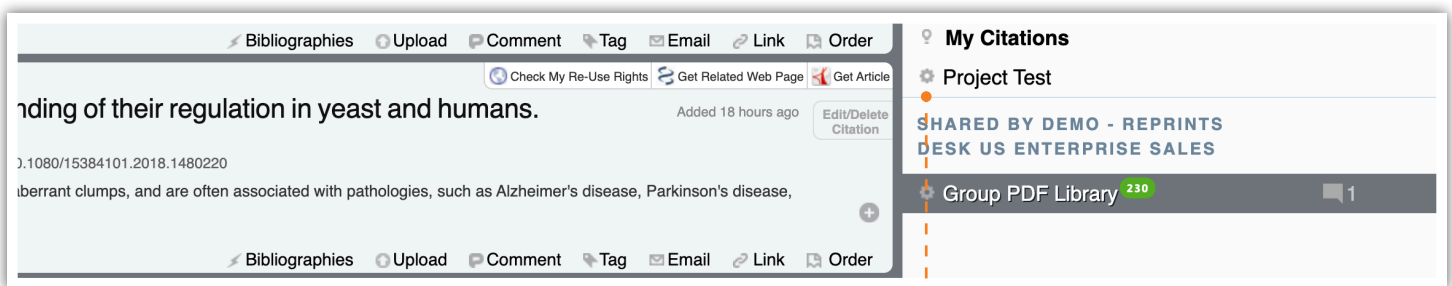 Bibliographies Upload Comment Tag Email Link Order
Check My Re-Use Rights Get Related Web Page Get Article
nding of their regulation in yeast and humans.
Added 18 hours ago
Edit/Delete
Citation
0.1080/15384101.2018.1480220
aberrant clumps, and are often associated with pathologies, such as Alzheimer's disease, Parkinson's disease,
Bibliographies Upload Comment Tag Email Link Order
My Citations
Project Test
SHARED BY DEMO - REPRINTS
DESK US ENTERPRISE SALES
Group PDF Library 230 1